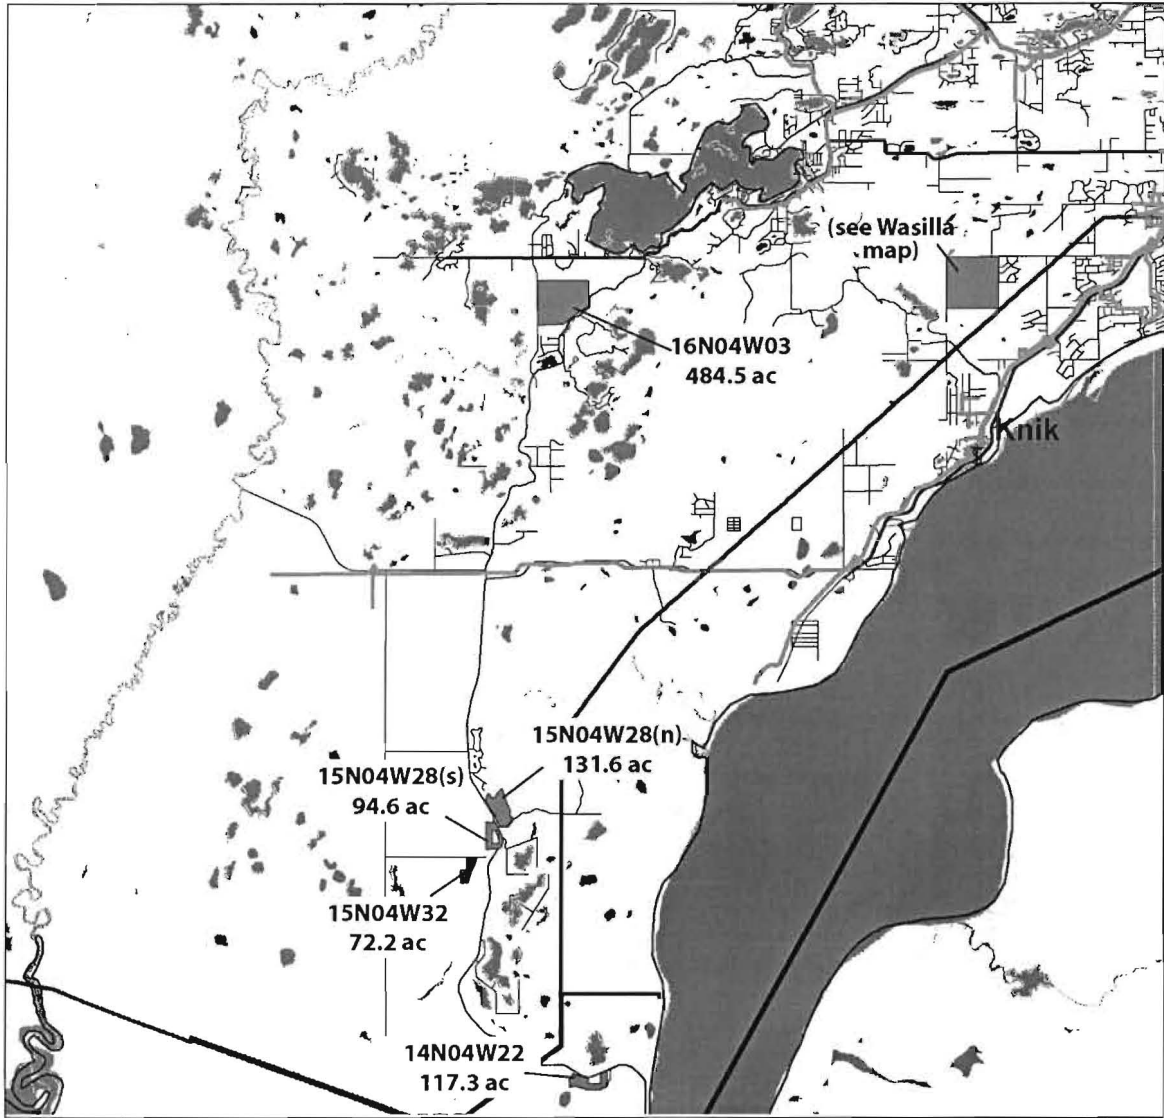 (see Wasilla
map)
16N04W03
484.5 ac
Knik
15N04W28(n)
131.6 ac
15N04W28(s)
94.6 ac
15N04W32
72.2 ac
14N04W22
117.3 ac